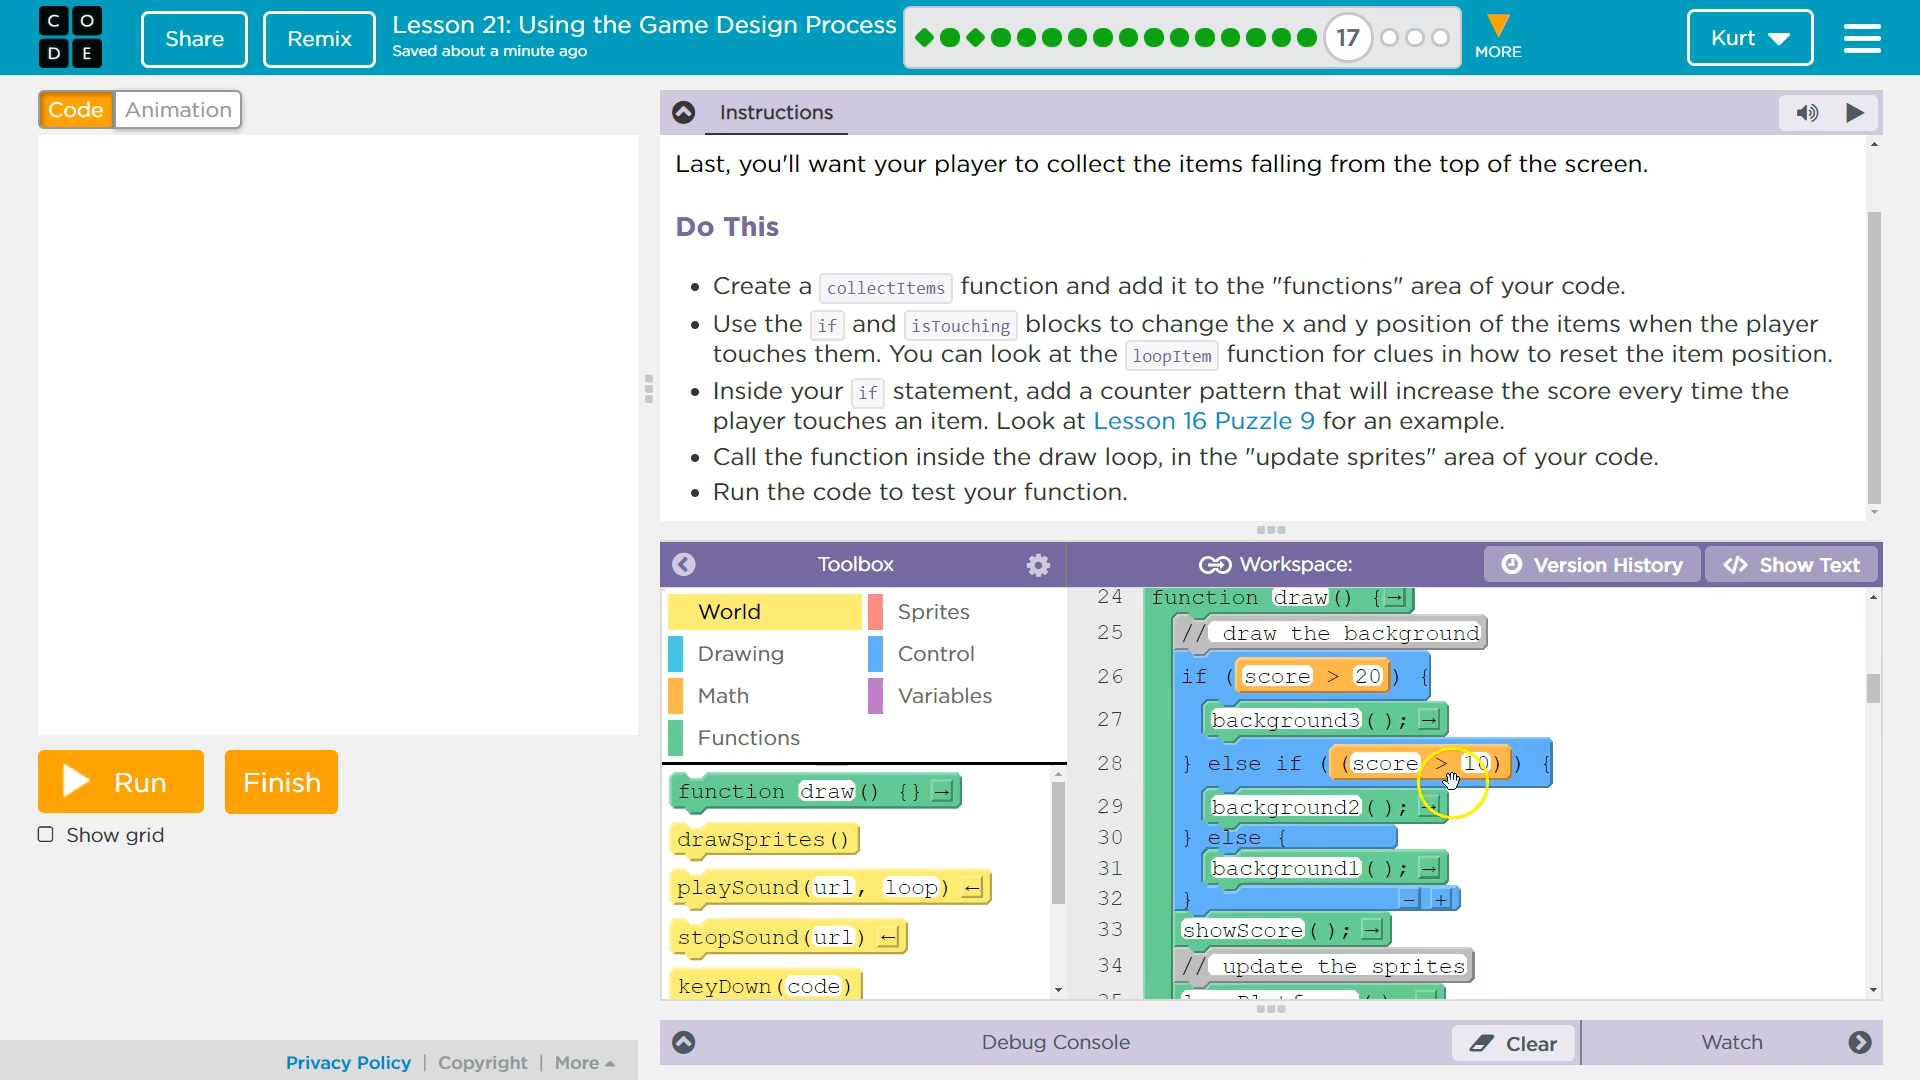 CODE
Share
Remix
Lesson 21: Using the Game Design Process
Saved about a minute ago
17
MORE
Kurt
Code
Animation
Instructions
Last, you'll want your player to collect the items falling from the top of the screen.
Do This
Create a collectItems function and add it to the "functions" area of your code.
Use the if and isTouching blocks to change the x and y position of the items when the player
touches them. You can look at the loopItem function for clues in how to reset the item position.
Inside your if statement, add a counter pattern that will increase the score every time the
player touches an item. Look at Lesson 16 Puzzle 9 for an example.
Call the function inside the draw loop, in the "update sprites" area of your code.
Run the code to test your function.
Toolbox
Workspace:
Version History
</> Show Text
World
Sprites
Drawing
Control
Math
Variables
Functions
function draw() {}
drawSprites()
playSound(url, loop)
stopSound(url)
keyDown(code)
24 function draw() {
25 // draw the background
26 if (score > 20) {
27 background3();
28 } else if ((score > 10)) {
29 background2();
30 } else {
31 background1();
32 } - +
33 showScore();
34 // update the sprites
Run
Finish
Show grid
Debug Console
Clear
Watch
Privacy Policy | Copyright | More